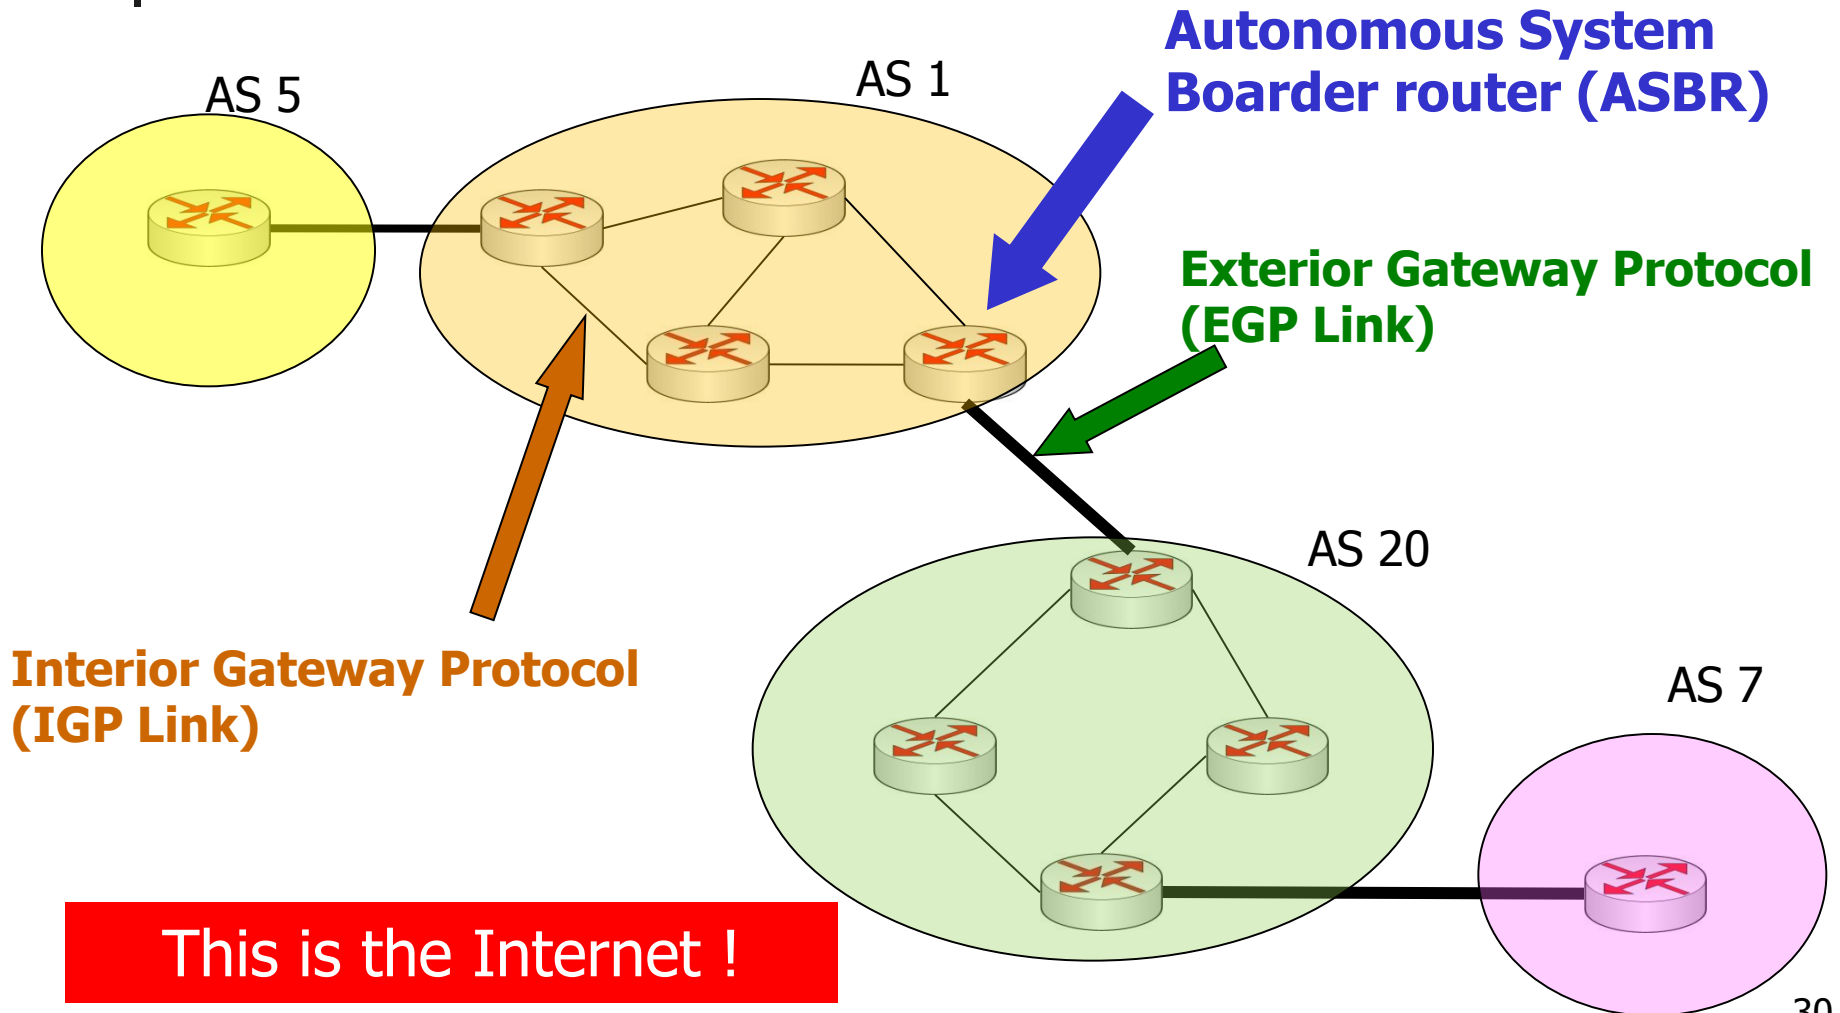 Autonomous System
Boarder router (ASBR)
AS 5
AS 1
Exterior Gateway Protocol
(EGP Link)
AS 20
Interior Gateway Protocol
(IGP Link)
AS 7
This is the Internet !
30